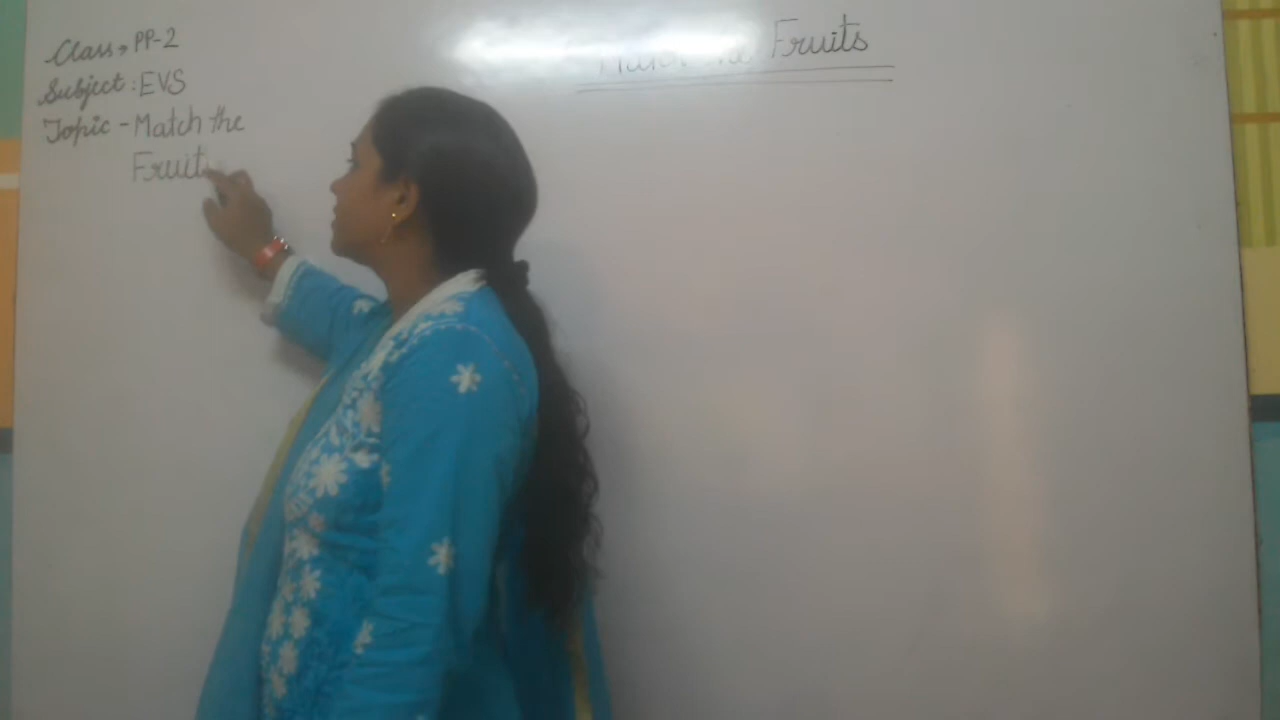 Class → PP-2
Subject : EVS
Topic - Match the
Fruits
Match the Fruits